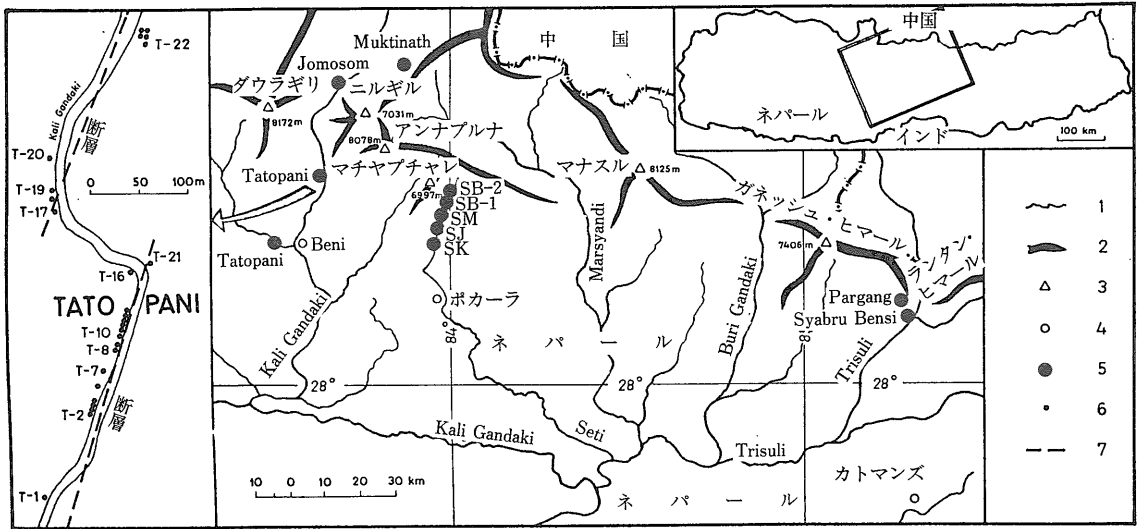 T-22
Kali Gandaki
断層
T-20
T-19
T-17
0 50 100m
T-21
T-16
TATO PANI
T-10
T-8
T-7
T-2
断層
T-1
Muktinath
中 国
Jomosom
ダウラギリ
ニルギル
8172m
7031m
アンナプルナ
8078m
マチャプチャレ
6997m
マナスル
8125m
Tatopani
SB-2
SB-1
SM
SJ
SK
Tatopani
Beni
ポカーラ
Kali Gandaki
84°
Marsyandi
Buri Gandaki
ガネッシュ・ヒマール
7406m
ランタン・ヒマール
Pargang
Syabru Bensi
Trisuli
ネ パ ー ル
28°
28°
Kali Gandaki
Seti
Trisuli
カトマンズ
ネ パ ー ル
10 0 10 20 30 km
中国
ネパール
インド
100 km
1
2
3
4
5
6
7